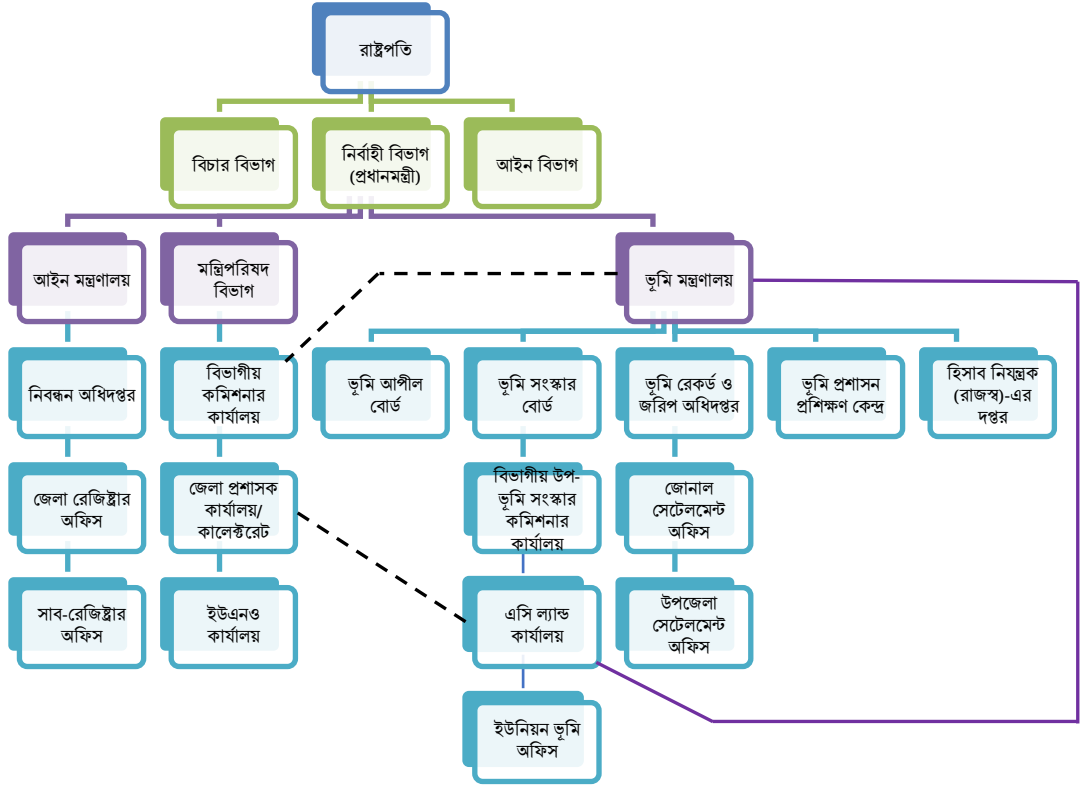 রাষ্ট্রপতি
বিচার বিভাগ
নির্বাহী বিভাগ
(প্রধানমন্ত্রী)
আইন বিভাগ
আইন মন্ত্রণালয়
মন্ত্রিপরিষদ
বিভাগ
ভূমি মন্ত্রণালয়
নিবন্ধন অধিদপ্তর
বিভাগীয়
কমিশনার
কার্যালয়
ভূমি আপীল
বোর্ড
ভূমি সংস্কার
বোর্ড
ভূমি রেকর্ড ও
জরিপ অধিদপ্তর
ভূমি প্রশাসন
প্রশিক্ষণ কেন্দ্র
হিসাব নিয়ন্ত্রক
(রাজস্ব)-এর
দপ্তর
জেলা রেজিষ্ট্রার
অফিস
জেলা প্রশাসক
কার্যালয়/
কালেক্টরেট
বিভাগীয় উপ-
ভূমি সংস্কার
কমিশনার
কার্যালয়
জোনাল
সেটেলমেন্ট
অফিস
সাব-রেজিষ্ট্রার
অফিস
ইউএনও
কার্যালয়
এসি ল্যান্ড
কার্যালয়
উপজেলা
সেটেলমেন্ট
অফিস
ইউনিয়ন ভূমি
অফিস